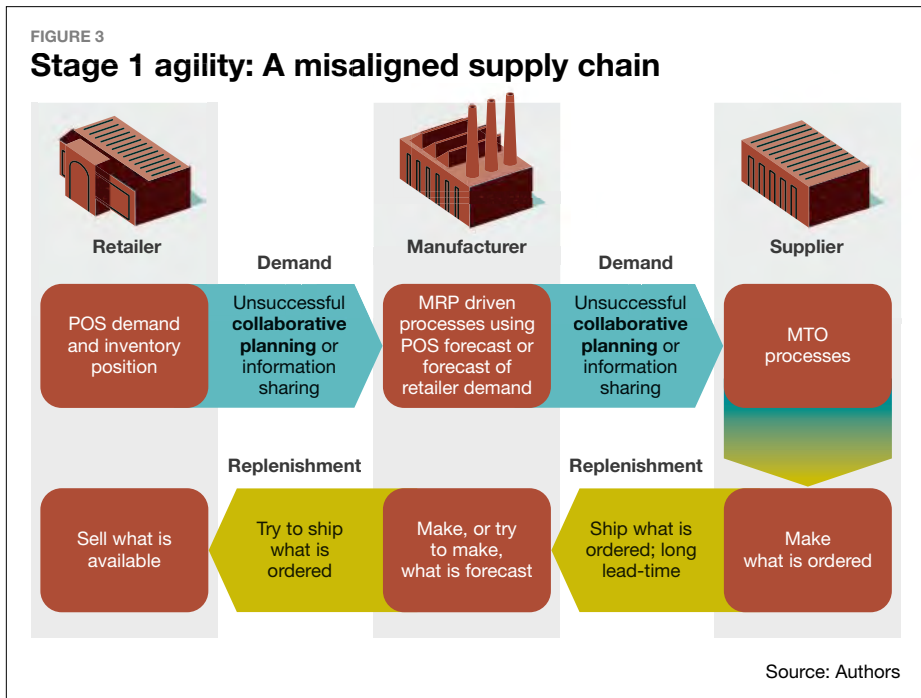 FIGURE 3
Stage 1 agility: A misaligned supply chain
Retailer
Manufacturer
Supplier
Demand
Demand
POS demand
and inventory
position
Unsuccessful
collaborative
planning or
information
sharing
MRP driven
processes using
POS forecast or
forecast of
retailer demand
Unsuccessful
collaborative
planning or
information
sharing
MTO
processes
Replenishment
Replenishment
Sell what is
available
Try to ship
what is
ordered
Make, or try
to make,
what is forecast
Ship what is
ordered; long
lead-time
Make
what is ordered
Source: Authors